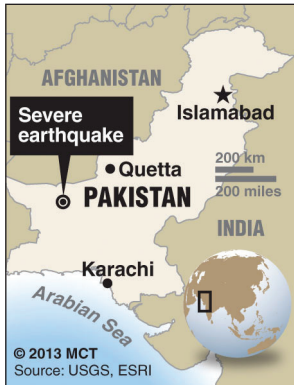 AFGHANISTAN
Islamabad
Severe
earthquake
Quetta
200 km
200 miles
PAKISTAN
INDIA
Karachi
Arabian Sea
© 2013 MCT
Source: USGS, ESRI